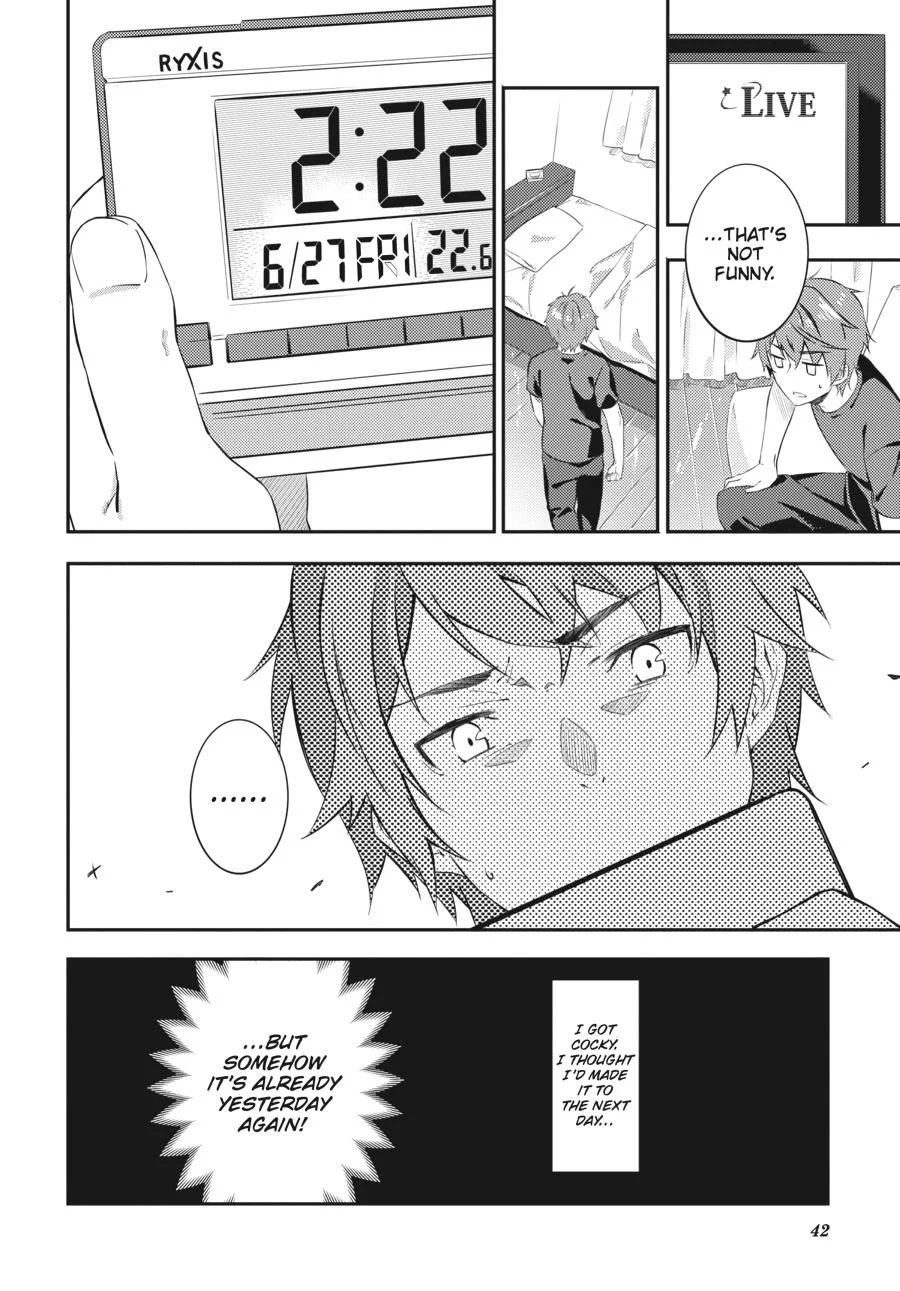 LIVE
...THAT'S
NOT
FUNNY.
RYXIS
2:22
6/27 FRI 22.6
......
I GOT
COCKY.
I THOUGHT
I'D MADE
IT TO
THE NEXT
DAY...
...BUT
SOMEHOW
IT'S ALREADY
YESTERDAY
AGAIN!
42